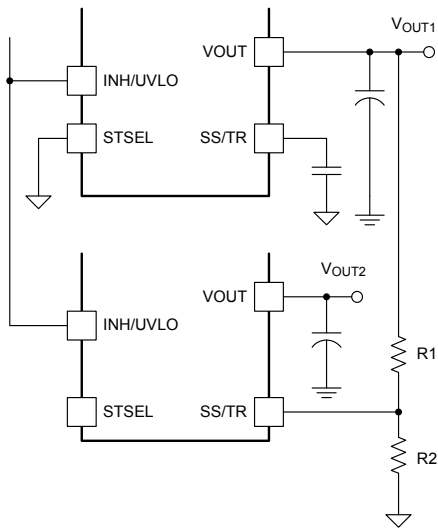 VOUT1
VOUT
INH/UVLO
STSEL
SS/TR
VOUT2
VOUT
INH/UVLO
R1
STSEL
SS/TR
R2